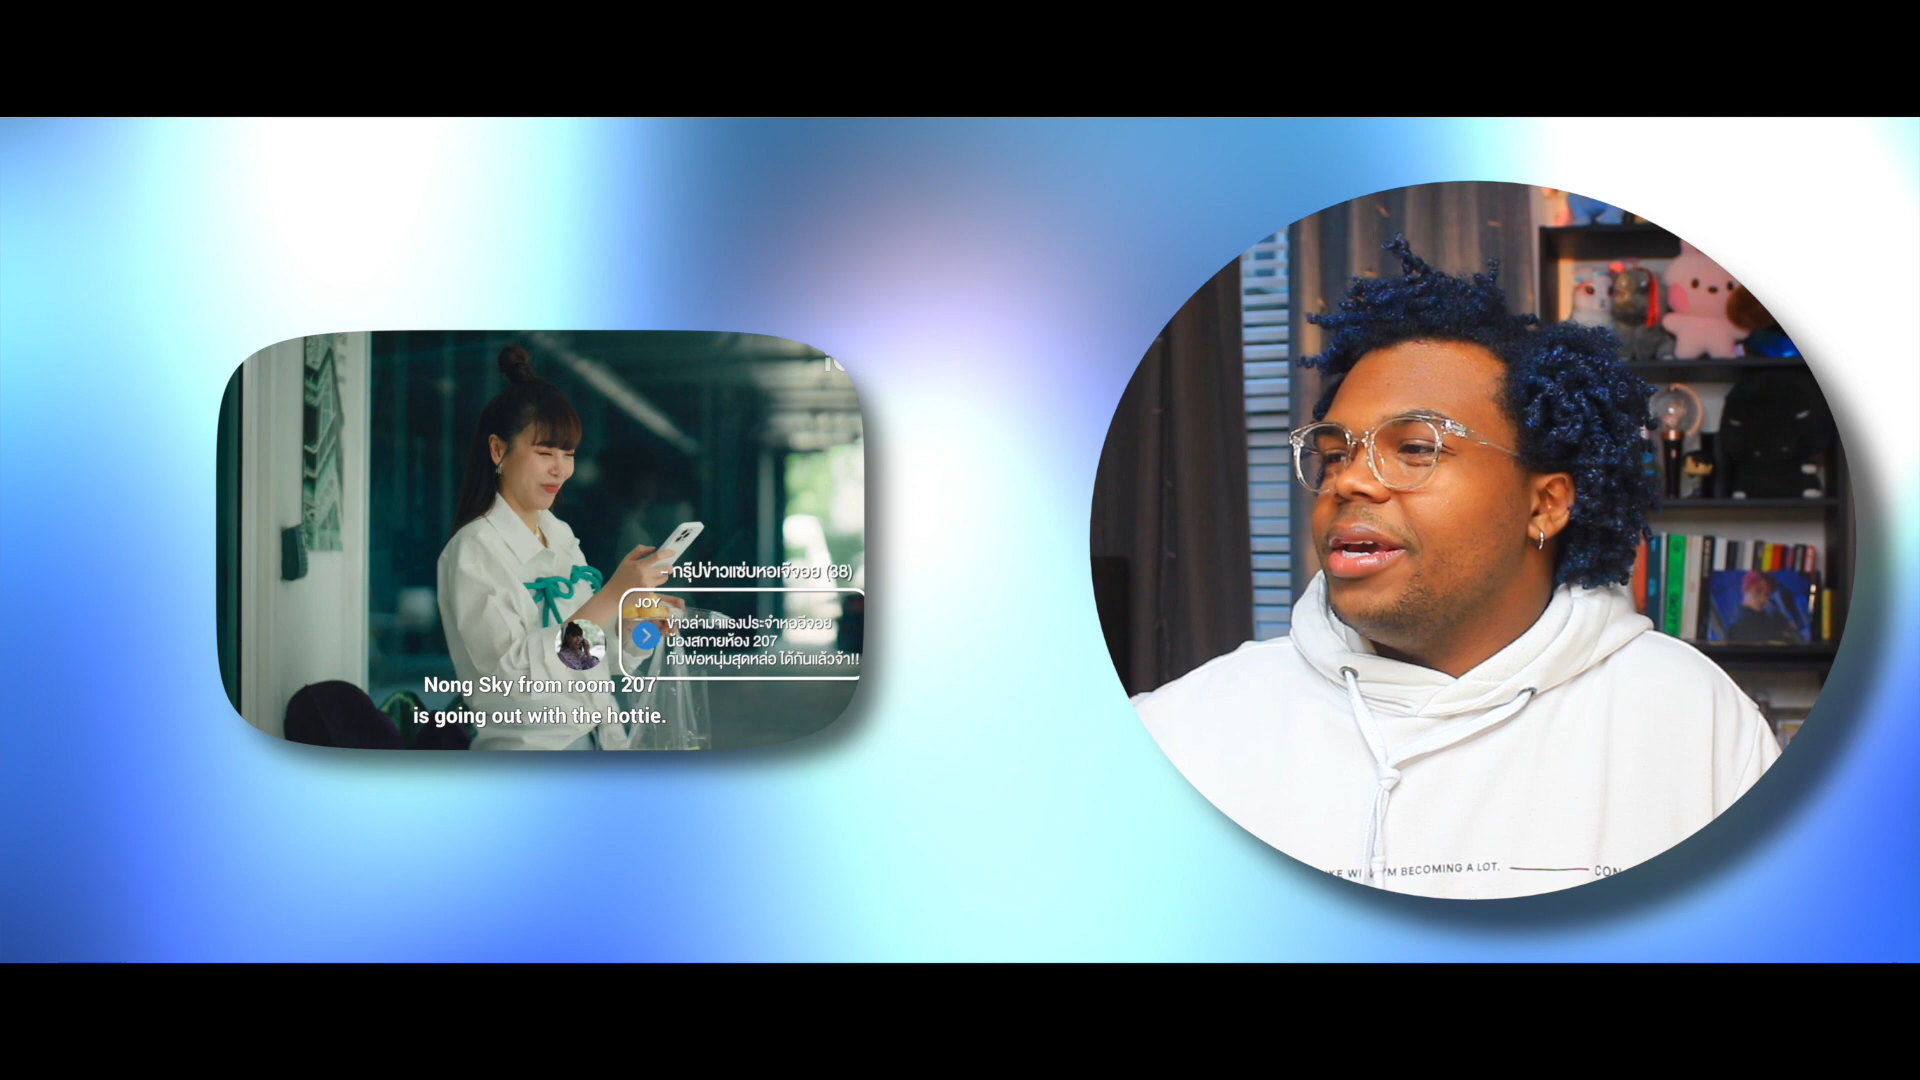 - กรุ๊ปข่าวแซ่บหอเจ๊จอย (38)
JOY
ข่าวล่ามาแรงประจำหออีจอย
น้องสกายห้อง 207
กับพ่อหนุ่มสุดหล่อ ได้กันแล้วจ้า!!
Nong Sky from room 207
is going out with the hottie.
'M BECOMING A LOT.